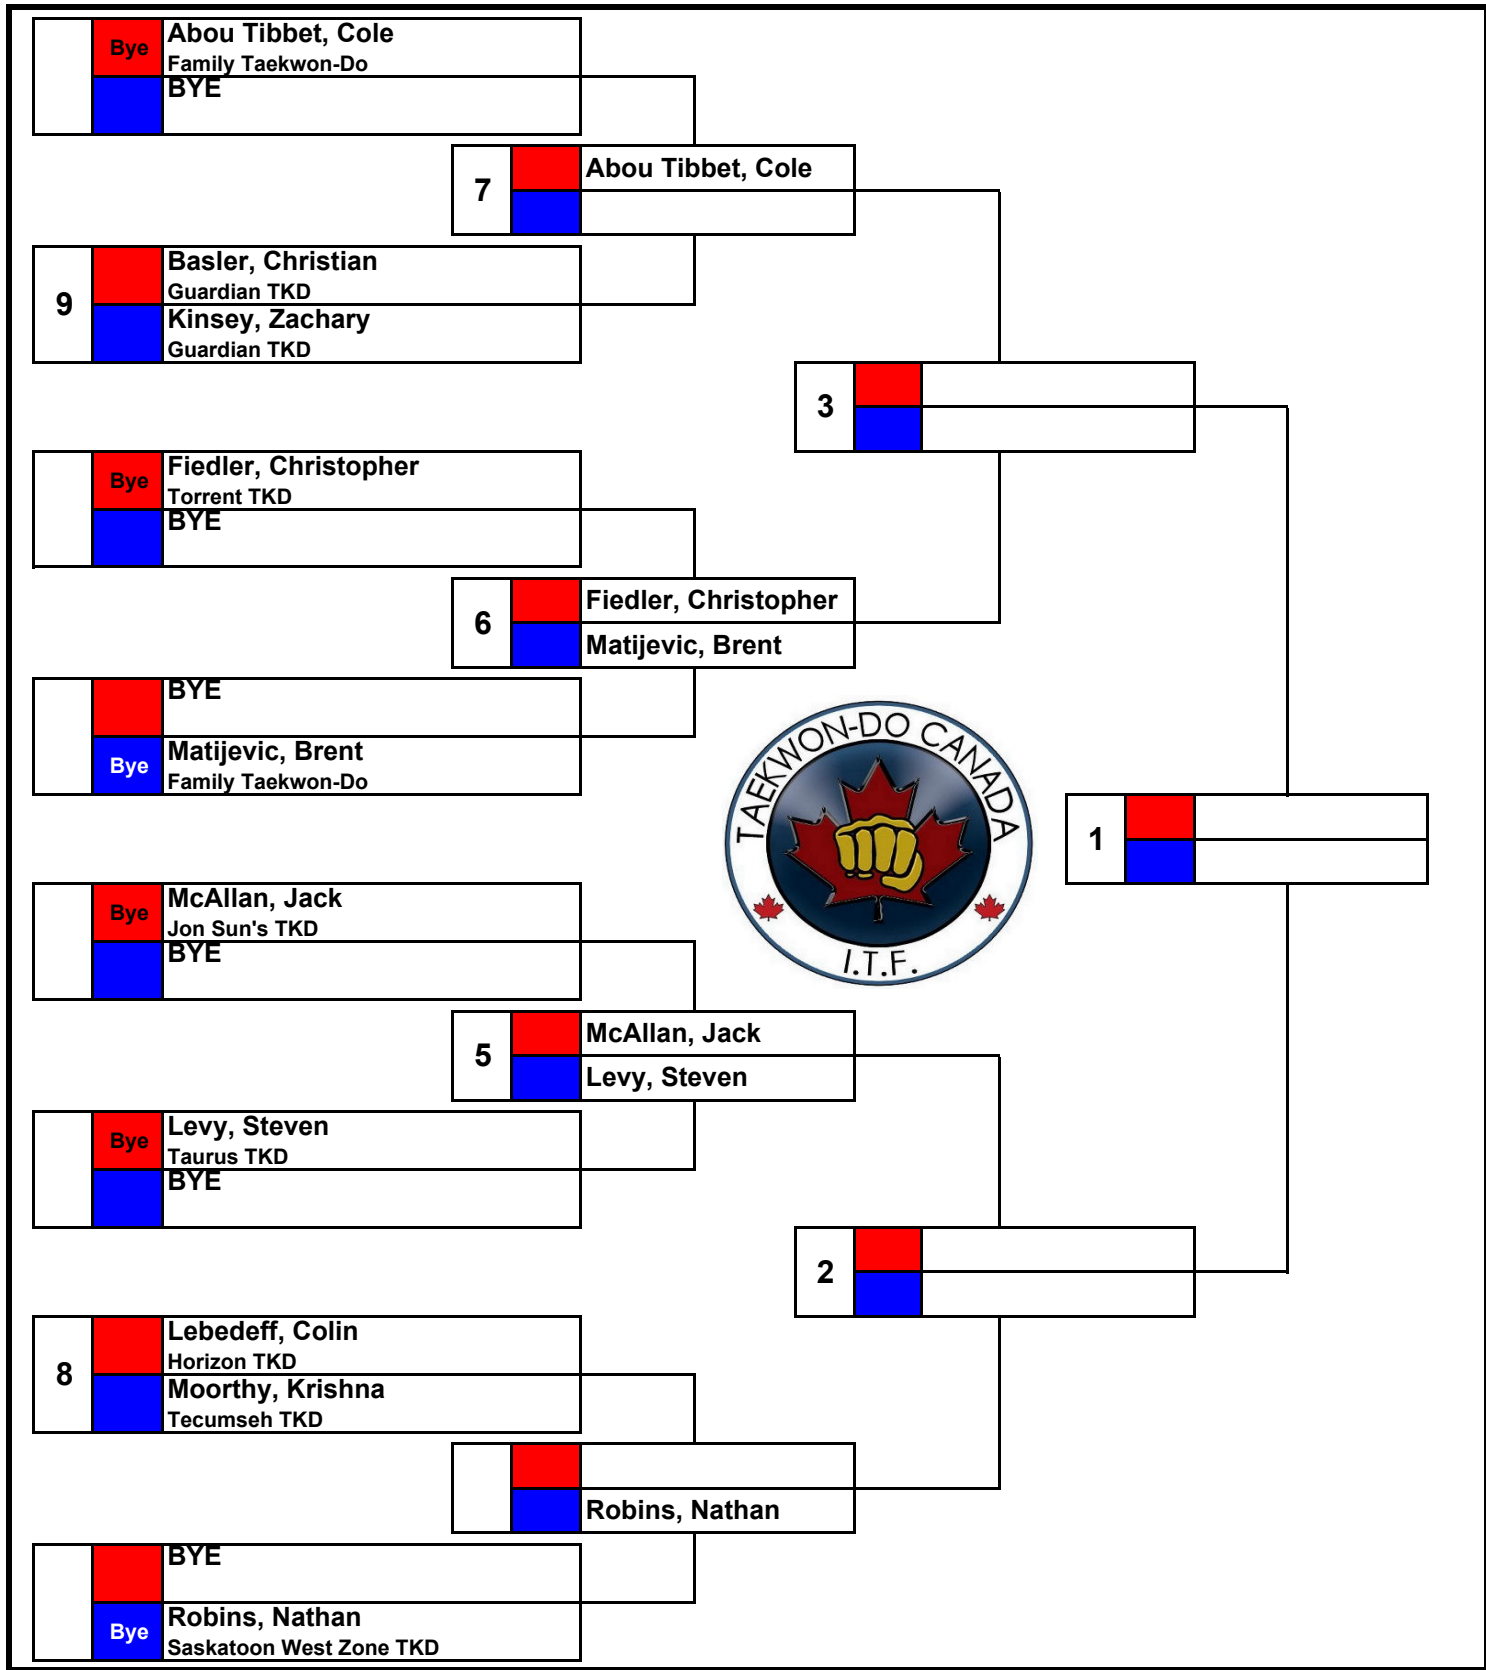 Bye
Abou Tibbet, Cole
Family Taekwon-Do
BYE
7
Abou Tibbet, Cole
9
Basler, Christian
Guardian TKD
Kinsey, Zachary
Guardian TKD
3
Bye
Fiedler, Christopher
Torrent TKD
BYE
6
Fiedler, Christopher
Matijevic, Brent
BYE
Bye
Matijevic, Brent
Family Taekwon-Do
TAEKWON-DO CANADA
I.T.F.
1
Bye
McAllan, Jack
Jon Sun's TKD
BYE
5
McAllan, Jack
Levy, Steven
Bye
Levy, Steven
Taurus TKD
BYE
2
8
Lebedeff, Colin
Horizon TKD
Moorthy, Krishna
Tecumseh TKD
Robins, Nathan
BYE
Bye
Robins, Nathan
Saskatoon West Zone TKD